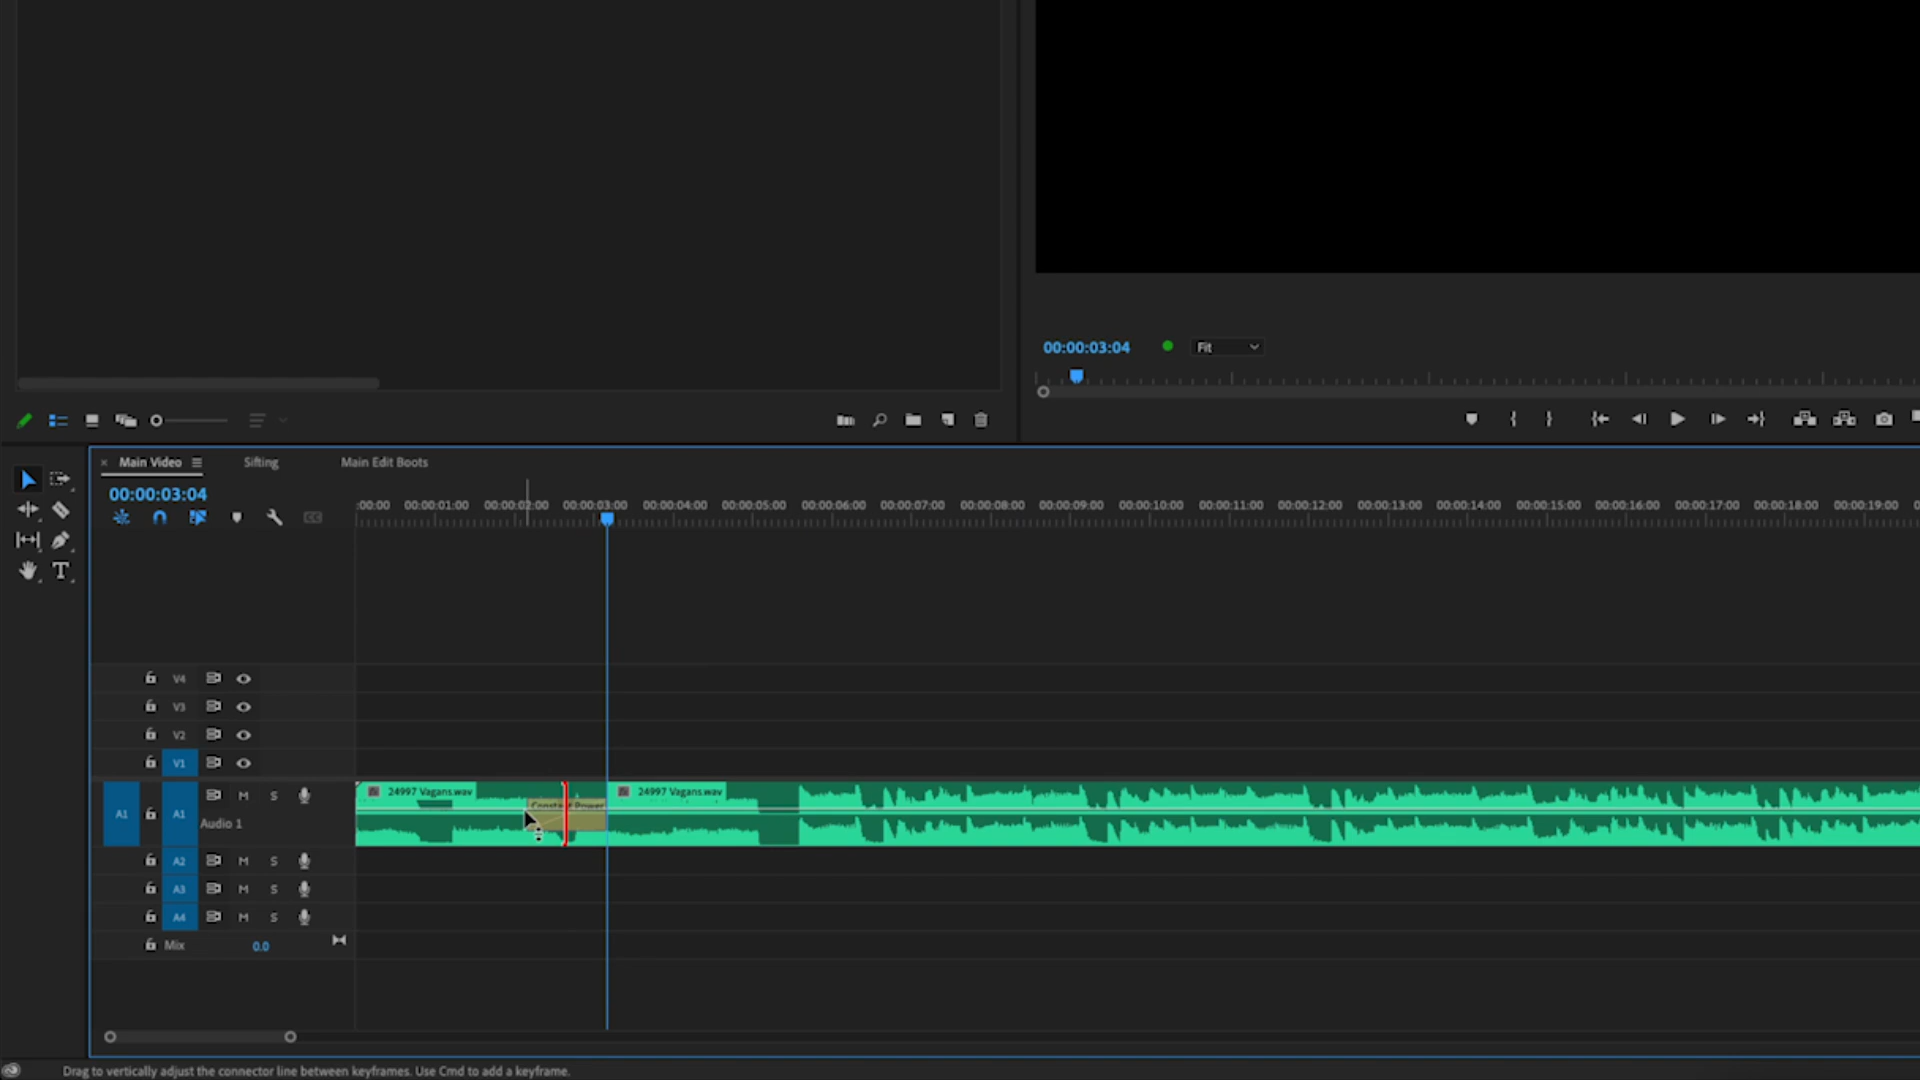 00:00:03:04
Fit
Main Video
Sifting
Main Edit Boots
00:00:03:04
:00:00
00:00:01:00
00:00:02:00
00:00:03:00
00:00:04:00
00:00:05:00
00:00:06:00
00:00:07:00
00:00:08:00
00:00:09:00
00:00:10:00
00:00:11:00
00:00:12:00
00:00:13:00
00:00:14:00
00:00:15:00
00:00:16:00
00:00:17:00
00:00:18:00
00:00:19:00
V4
V3
V2
V1
A1
A1
M
S
Audio 1
24997 Vagans.wav
Constant Power
24997 Vagans.wav
A2
M
S
A3
M
S
A4
M
S
Mix
0.0
Drag to vertically adjust the connector line between keyframes. Use Cmd to add a keyframe.